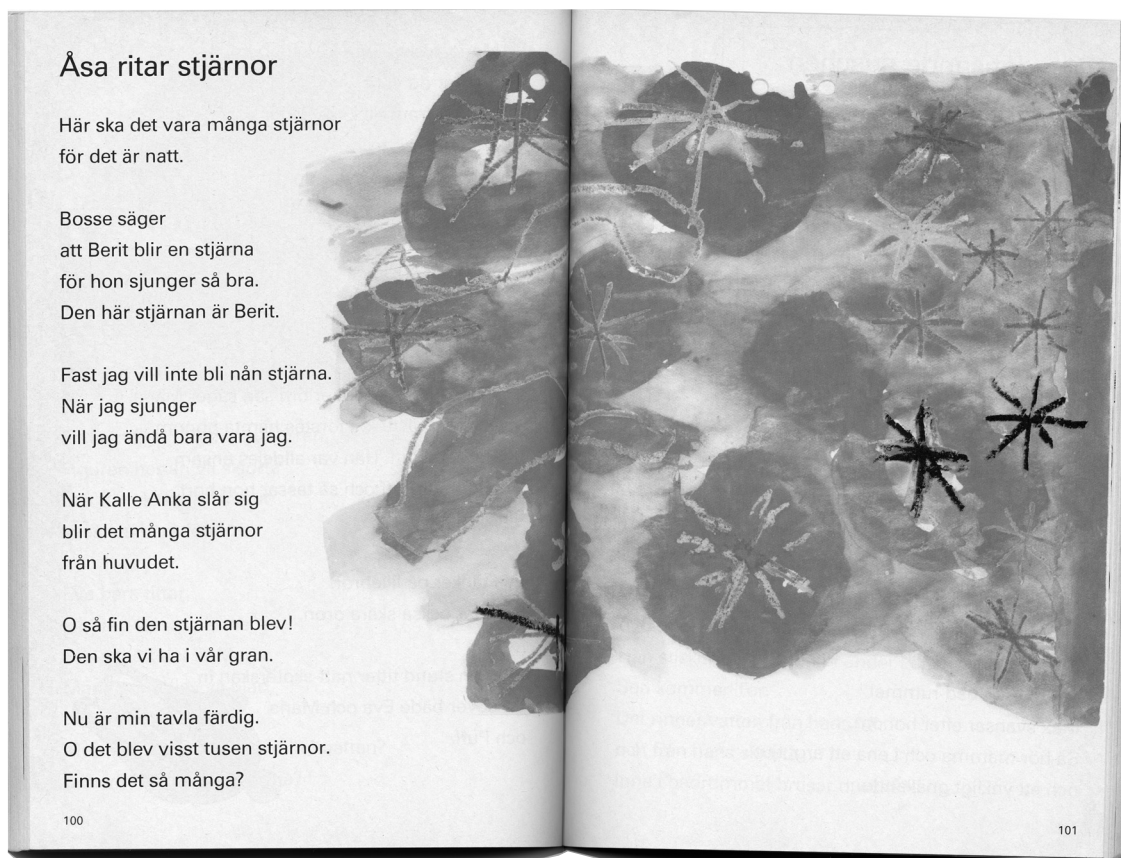 Åsa ritar stjärnor
Här ska det vara många stjärnor
för det är natt.
Bosse säger
att Berit blir en stjärna
för hon sjunger så bra.
Den här stjärnan är Berit.
Fast jag vill inte bli nån stjärna.
När jag sjunger
vill jag ändå bara vara jag.
När Kalle Anka slår sig
blir det många stjärnor
från huvudet.
O så fin den stjärnan blev!
Den ska vi ha i vår gran.
Nu är min tavla färdig.
O det blev visst tusen stjärnor.
Finns det så många?
100
101